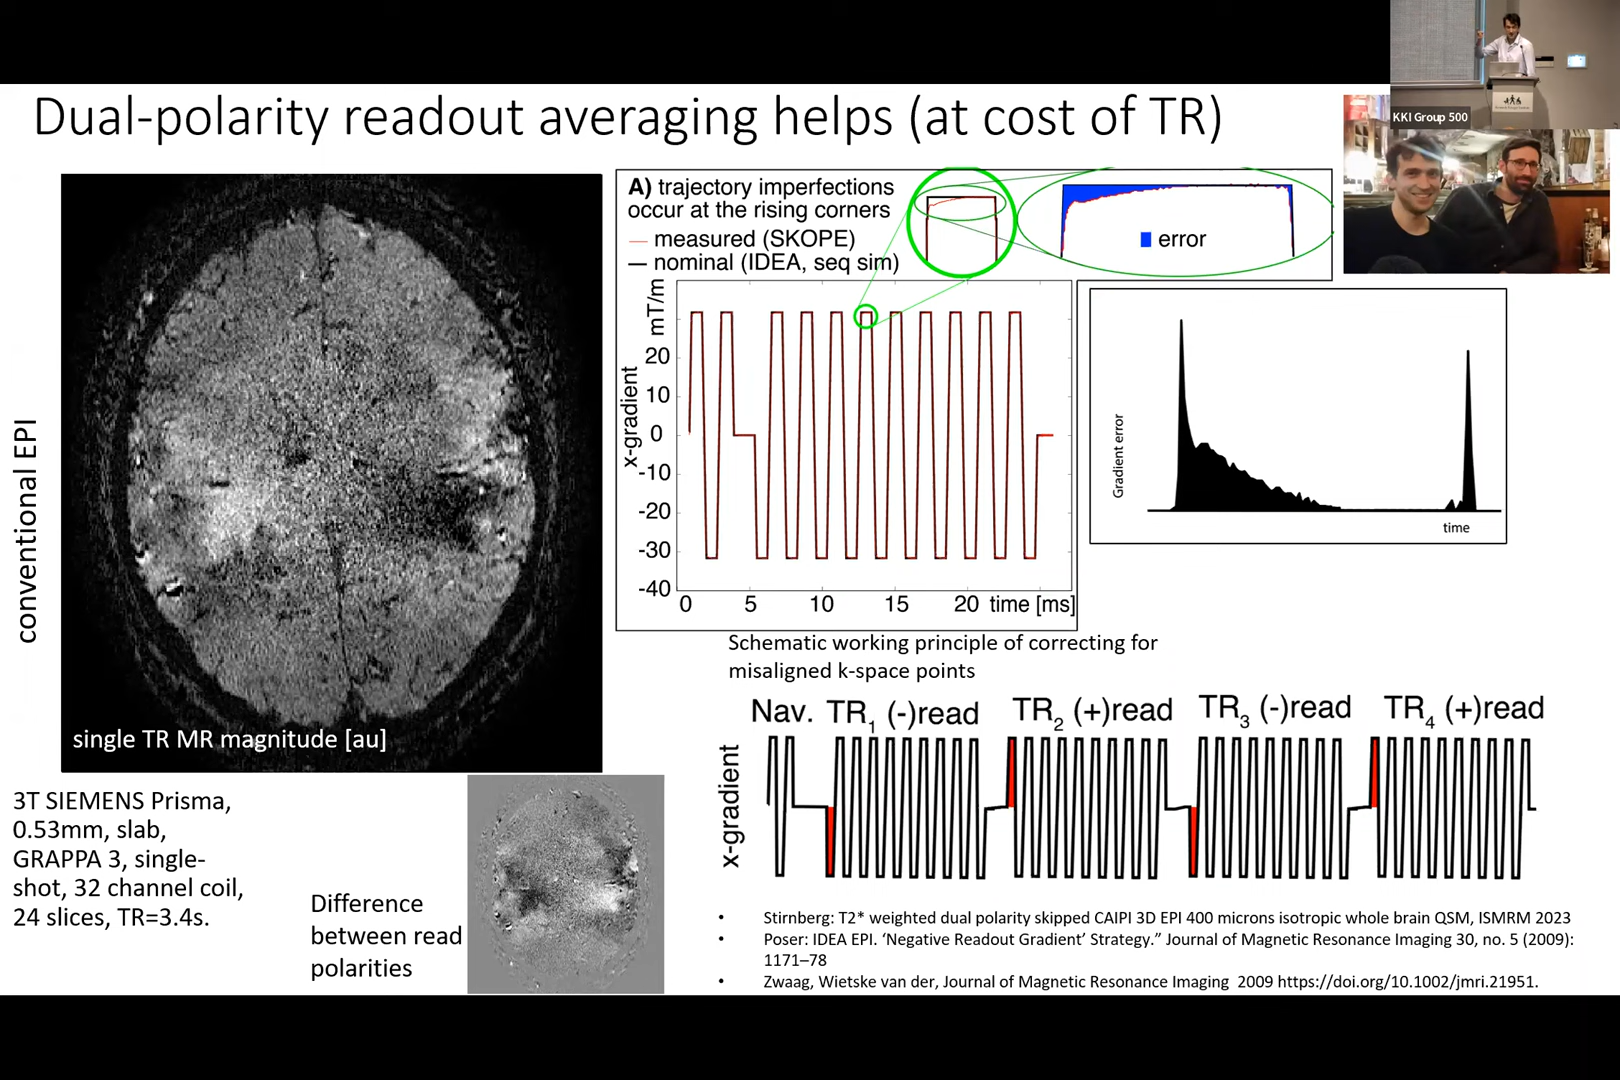 KKI Group 500
Dual-polarity readout averaging helps (at cost of TR)
conventional EPI
single TR MR magnitude [au]
A) trajectory imperfections
occur at the rising corners
measured (SKOPE)
nominal (IDEA, seq sim)
error
x-gradient mT/m
20
10
0
-10
-20
-30
-40
0 5 10 15 20 time [ms]
Gradient error
time
Schematic working principle of correcting for
misaligned k-space points
Nav. TR1 (-)read TR2 (+)read TR3 (-)read TR4 (+)read
x-gradient
3T SIEMENS Prisma,
0.53mm, slab,
GRAPPA 3, single-
shot, 32 channel coil,
24 slices, TR=3.4s.
Difference
between read
polarities
• Stirnberg: T2* weighted dual polarity skipped CAIPI 3D EPI 400 microns isotropic whole brain QSM, ISMRM 2023
• Poser: IDEA EPI. ‘Negative Readout Gradient’ Strategy.” Journal of Magnetic Resonance Imaging 30, no. 5 (2009):
1171–78
• Zwaag, Wietske van der, Journal of Magnetic Resonance Imaging 2009 https://doi.org/10.1002/jmri.21951.